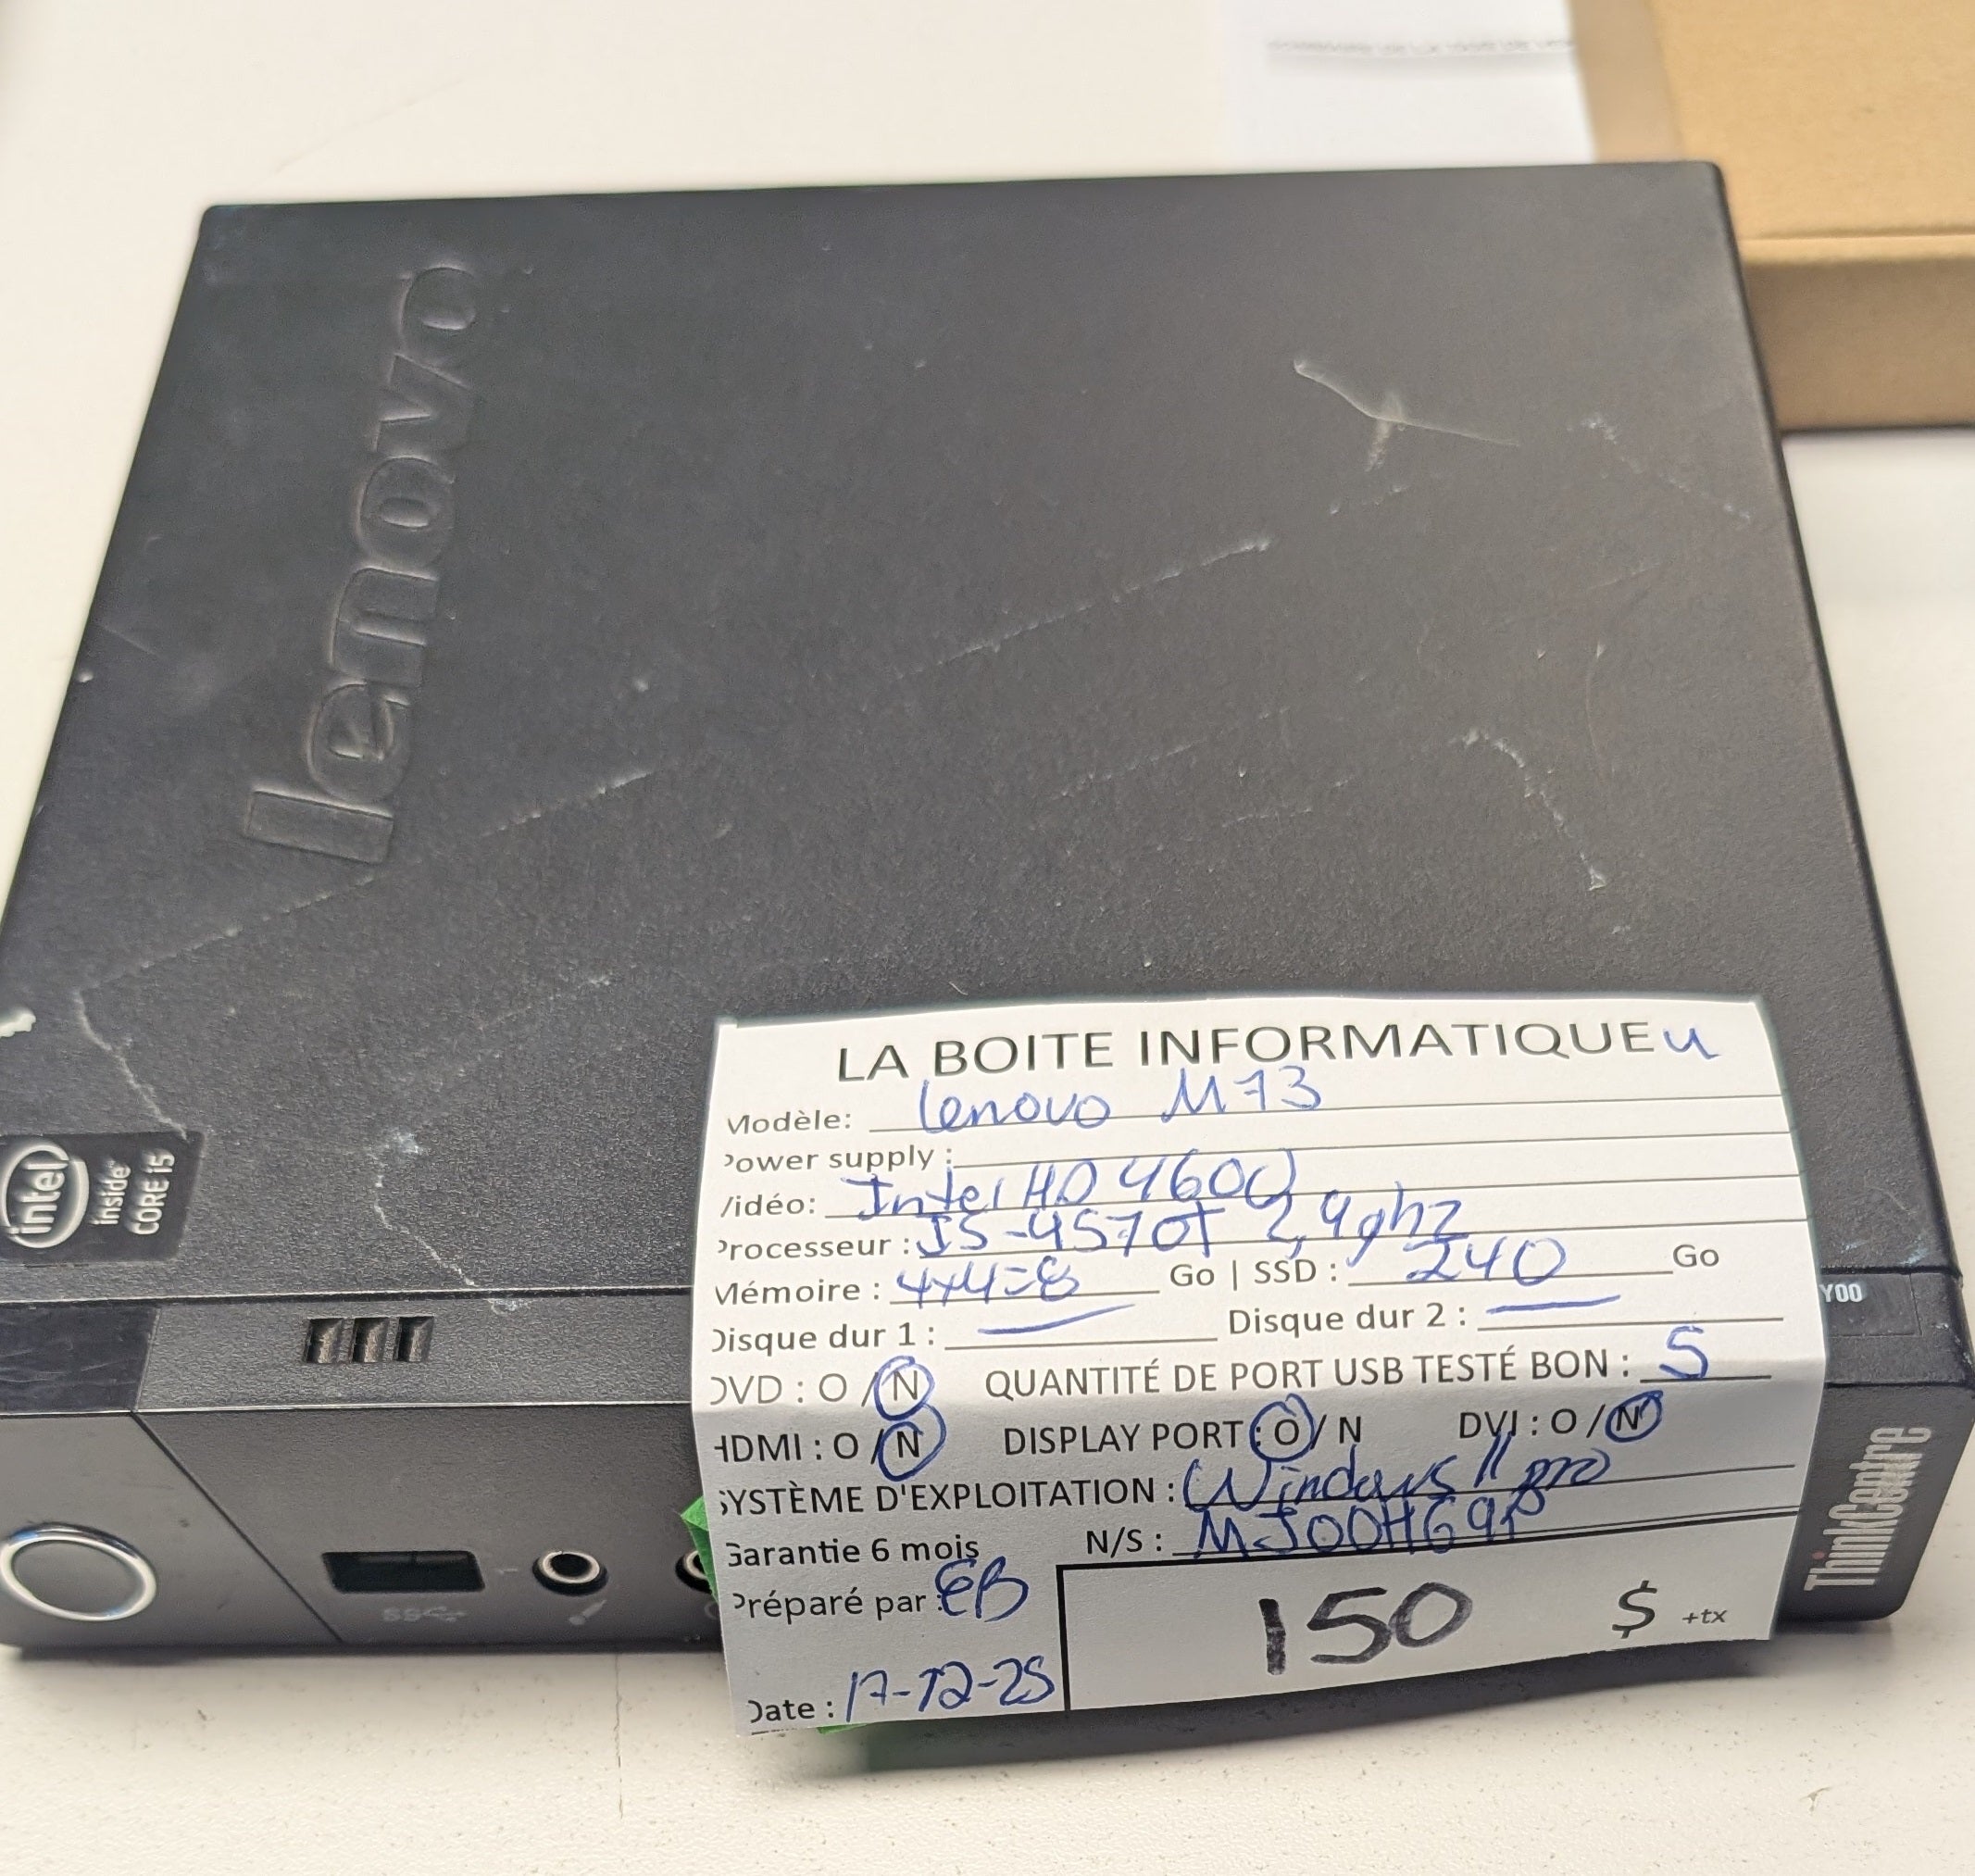 lenovo
intel
inside
CORE i5
LA BOITE INFORMATIQUE u
Modèle: Lenovo M73
Power supply :
Vidéo: Intel HD 4600
Processeur : I5-4570T 2,9ghz
Mémoire : 4x4=8 Go | SSD : 240 Go
Disque dur 1 : — Disque dur 2 : —
DVD : O / N QUANTITÉ DE PORT USB TESTÉ BON : 5
HDMI : O / N DISPLAY PORT : O / N DVI : O / N
SYSTÈME D'EXPLOITATION : Windows 11 pro
Garantie 6 mois N/S : MJ00H69P
Préparé par : EB
150 $ +tx
Date : 17-12-25
Y00
ThinkCentre